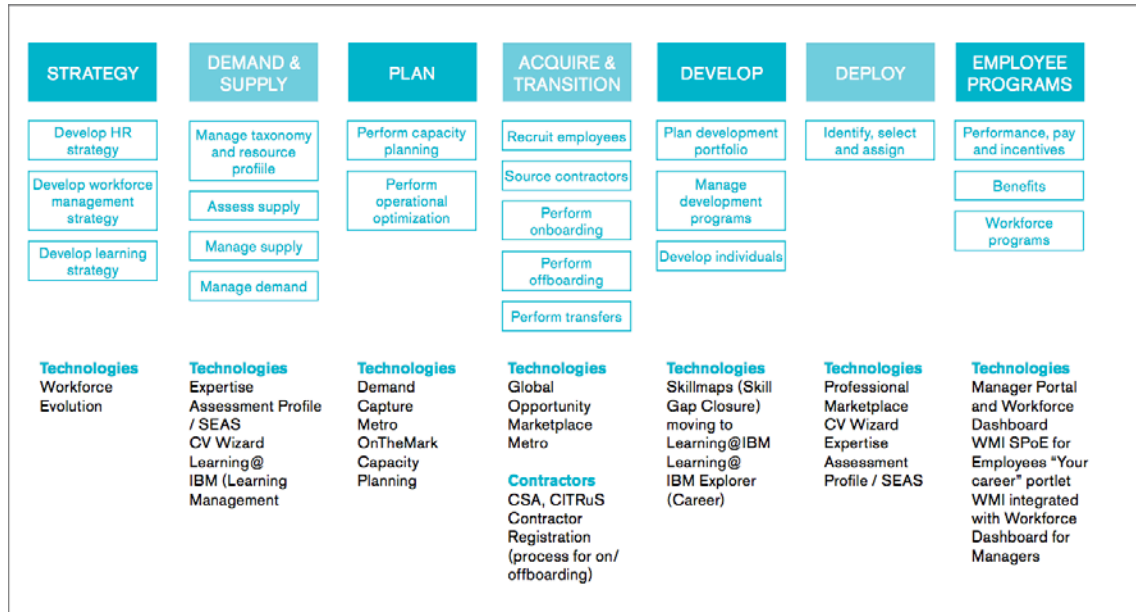 STRATEGY
DEMAND &
SUPPLY
PLAN
ACQUIRE &
TRANSITION
DEVELOP
DEPLOY
EMPLOYEE
PROGRAMS
Develop HR
strategy
Develop workforce
management
strategy
Develop learning
strategy
Manage taxonomy
and resource
profiile
Assess supply
Manage supply
Manage demand
Perform capacity
planning
Perform
operational
optimization
Recruit employees
Source contractors
Perform
onboarding
Perform
offboarding
Perform transfers
Plan development
portfolio
Manage
development
programs
Develop individuals
Identify, select
and assign
Performance, pay
and incentives
Benefits
Workforce
programs
Technologies
Workforce
Evolution
Technologies
Expertise
Assessment Profile
/ SEAS
CV Wizard
Learning@
IBM (Learning
Management
Technologies
Demand
Capture
Metro
OnTheMark
Capacity
Planning
Technologies
Global
Opportunity
Marketplace
Metro
Contractors
CSA, CITRuS
Contractor
Registration
(process for on/
offboarding)
Technologies
Skillmaps (Skill
Gap Closure)
moving to
Learning@IBM
Learning@
IBM Explorer
(Career)
Technologies
Professional
Marketplace
CV Wizard
Expertise
Assessment
Profile / SEAS
Technologies
Manager Portal
and Workforce
Dashboard
WMI SPoE for
Employees “Your
career” portlet
WMI integrated
with Workforce
Dashboard for
Managers